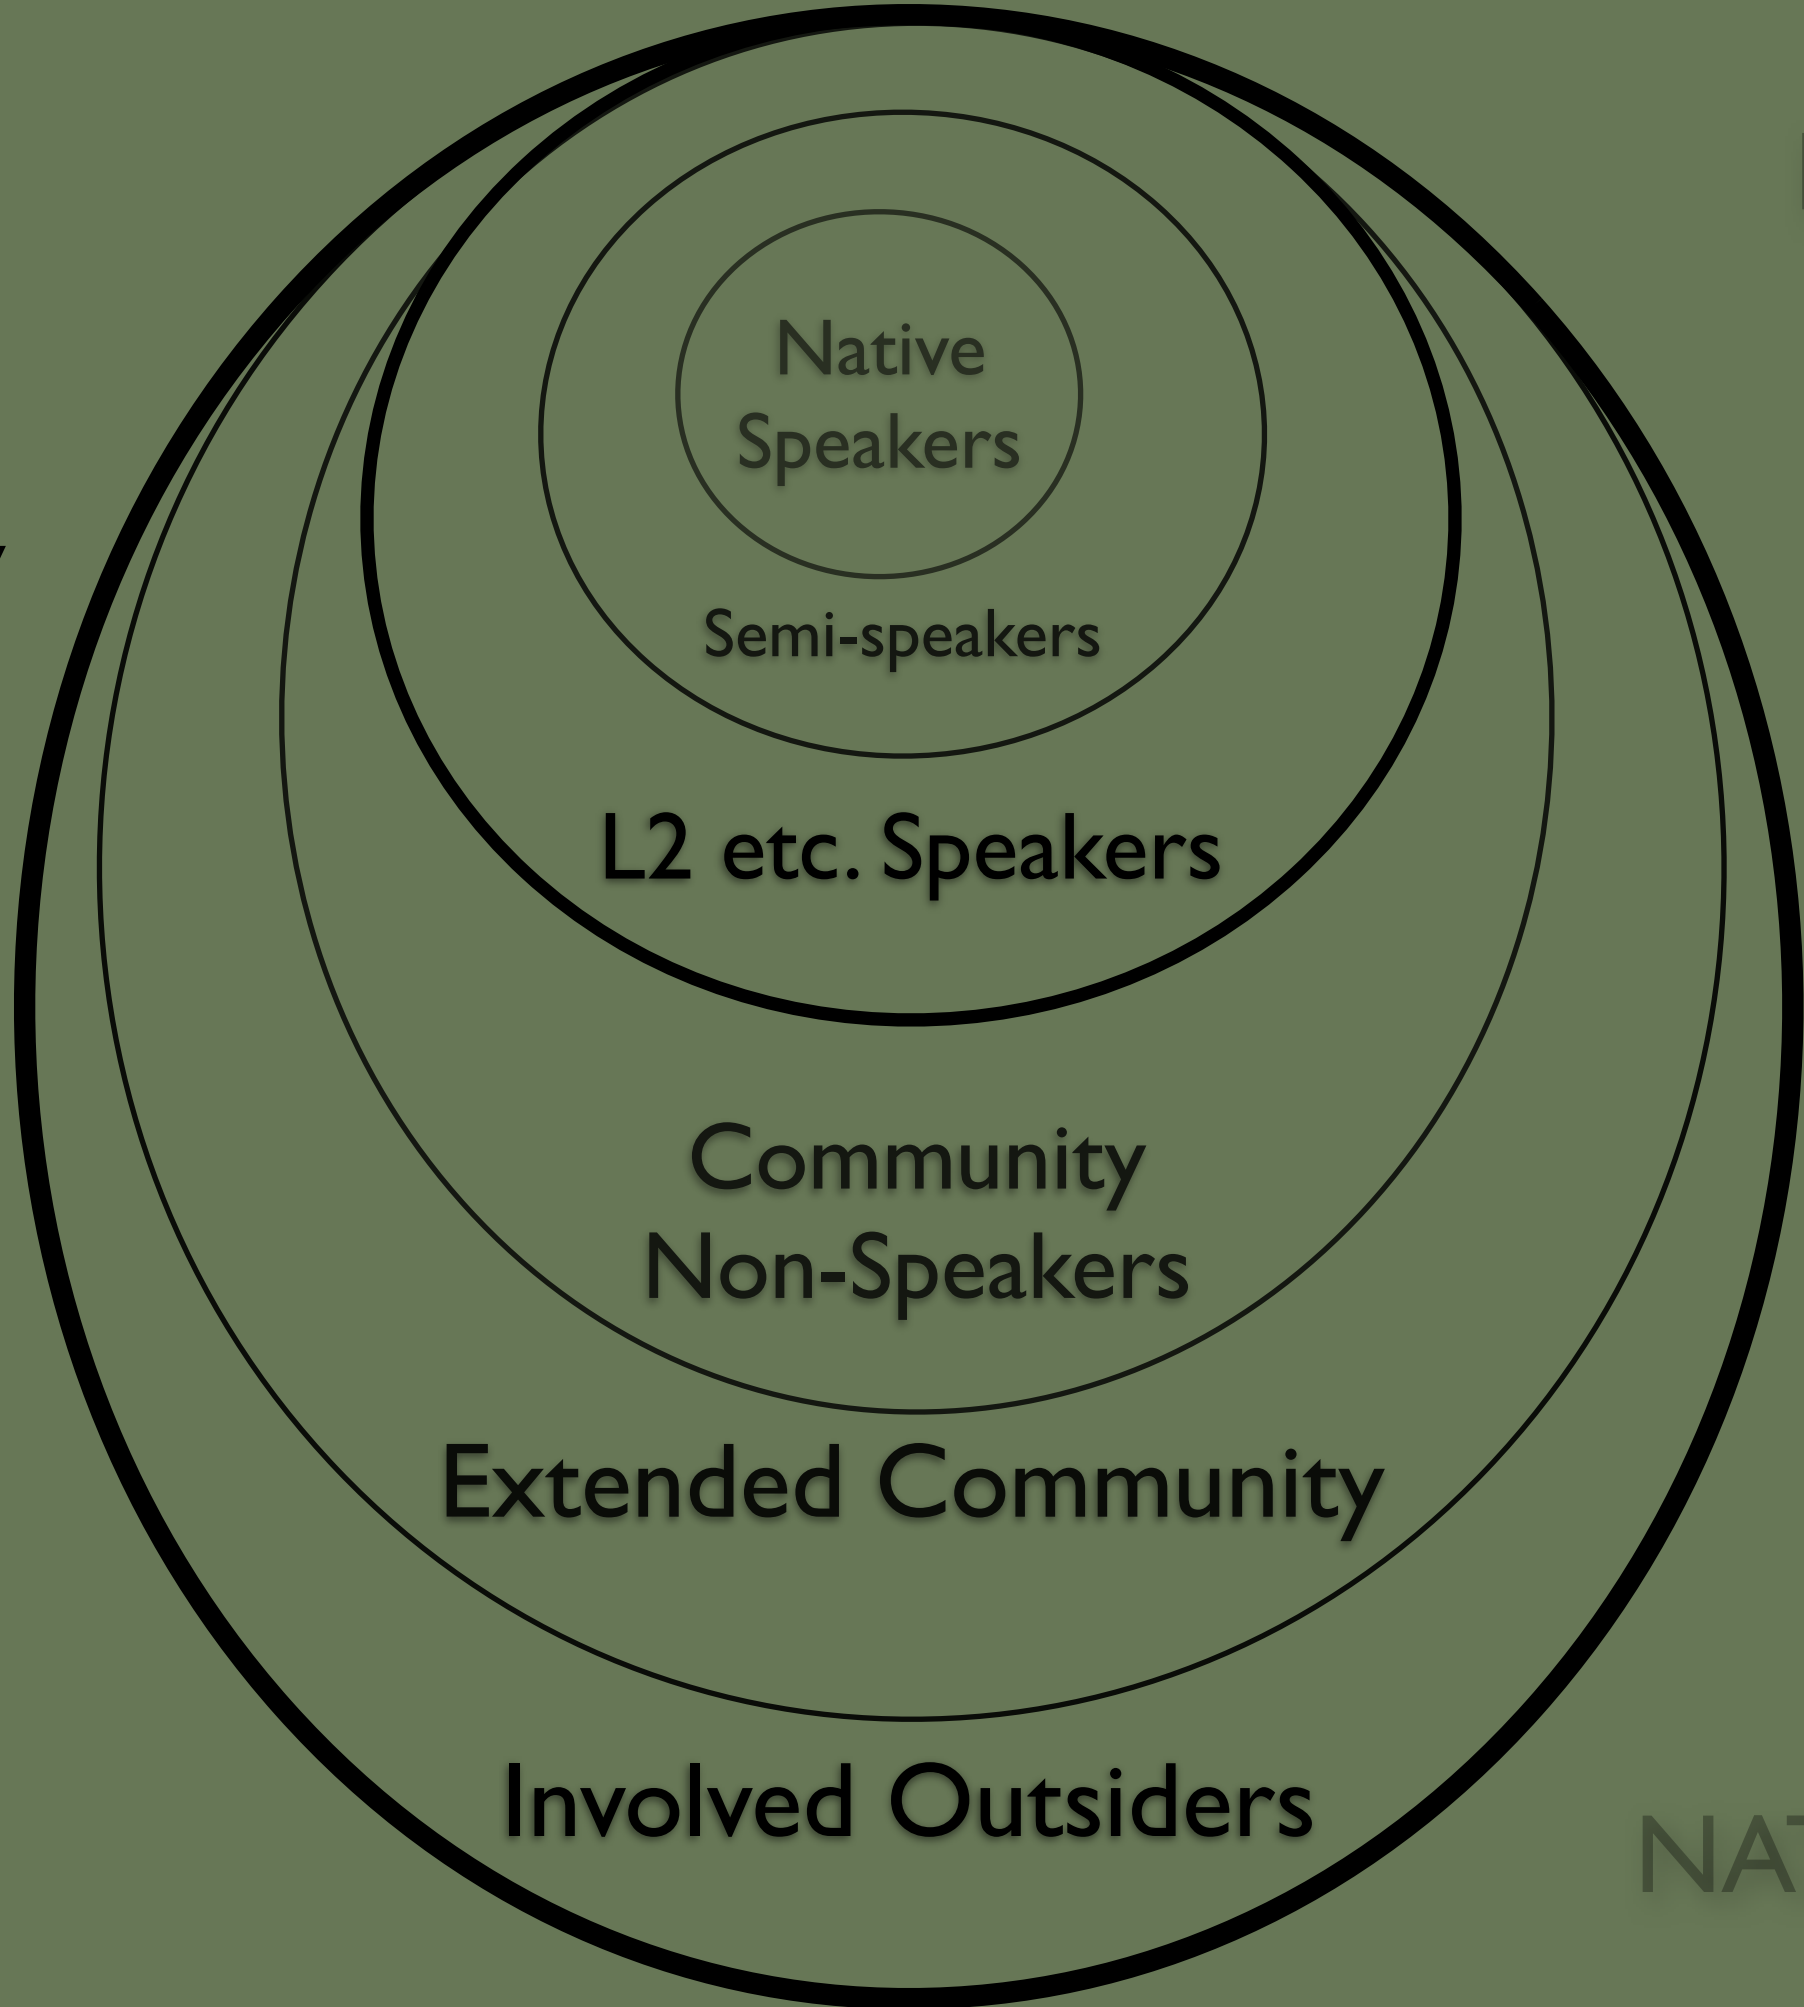 Native
Speakers
Semi-speakers
L2 etc. Speakers
Community
Non-Speakers
Extended Community
Involved Outsiders